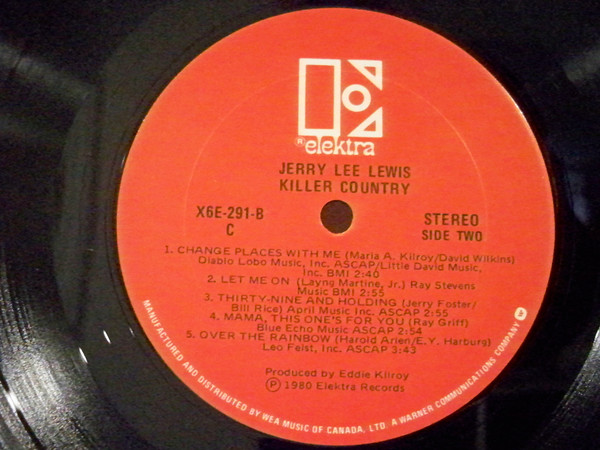 ® elektra
JERRY LEE LEWIS
KILLER COUNTRY
X6E-291-B
C
STEREO
SIDE TWO
1. CHANGE PLACES WITH ME (Maria A. Kilroy/David Wilkins)
Diablo Lobo Music, Inc. ASCAP/Little David Music,
Inc. BMI 2:40
2. LET ME ON (Layng Martine, Jr.) Ray Stevens
Music BMI 2:55
3. THIRTY-NINE AND HOLDING (Jerry Foster/
Bill Rice) April Music Inc. ASCAP 2:55
4. MAMA, THIS ONE'S FOR YOU (Ray Griff)
Blue Echo Music ASCAP 2:54
5. OVER THE RAINBOW (Harold Arlen/E.Y. Harburg)
Leo Feist, Inc. ASCAP 3:43
Produced by Eddie Kilroy
℗ 1980 Elektra Records
MANUFACTURED AND DISTRIBUTED BY WEA MUSIC OF CANADA, LTD. A WARNER COMMUNICATIONS COMPANY